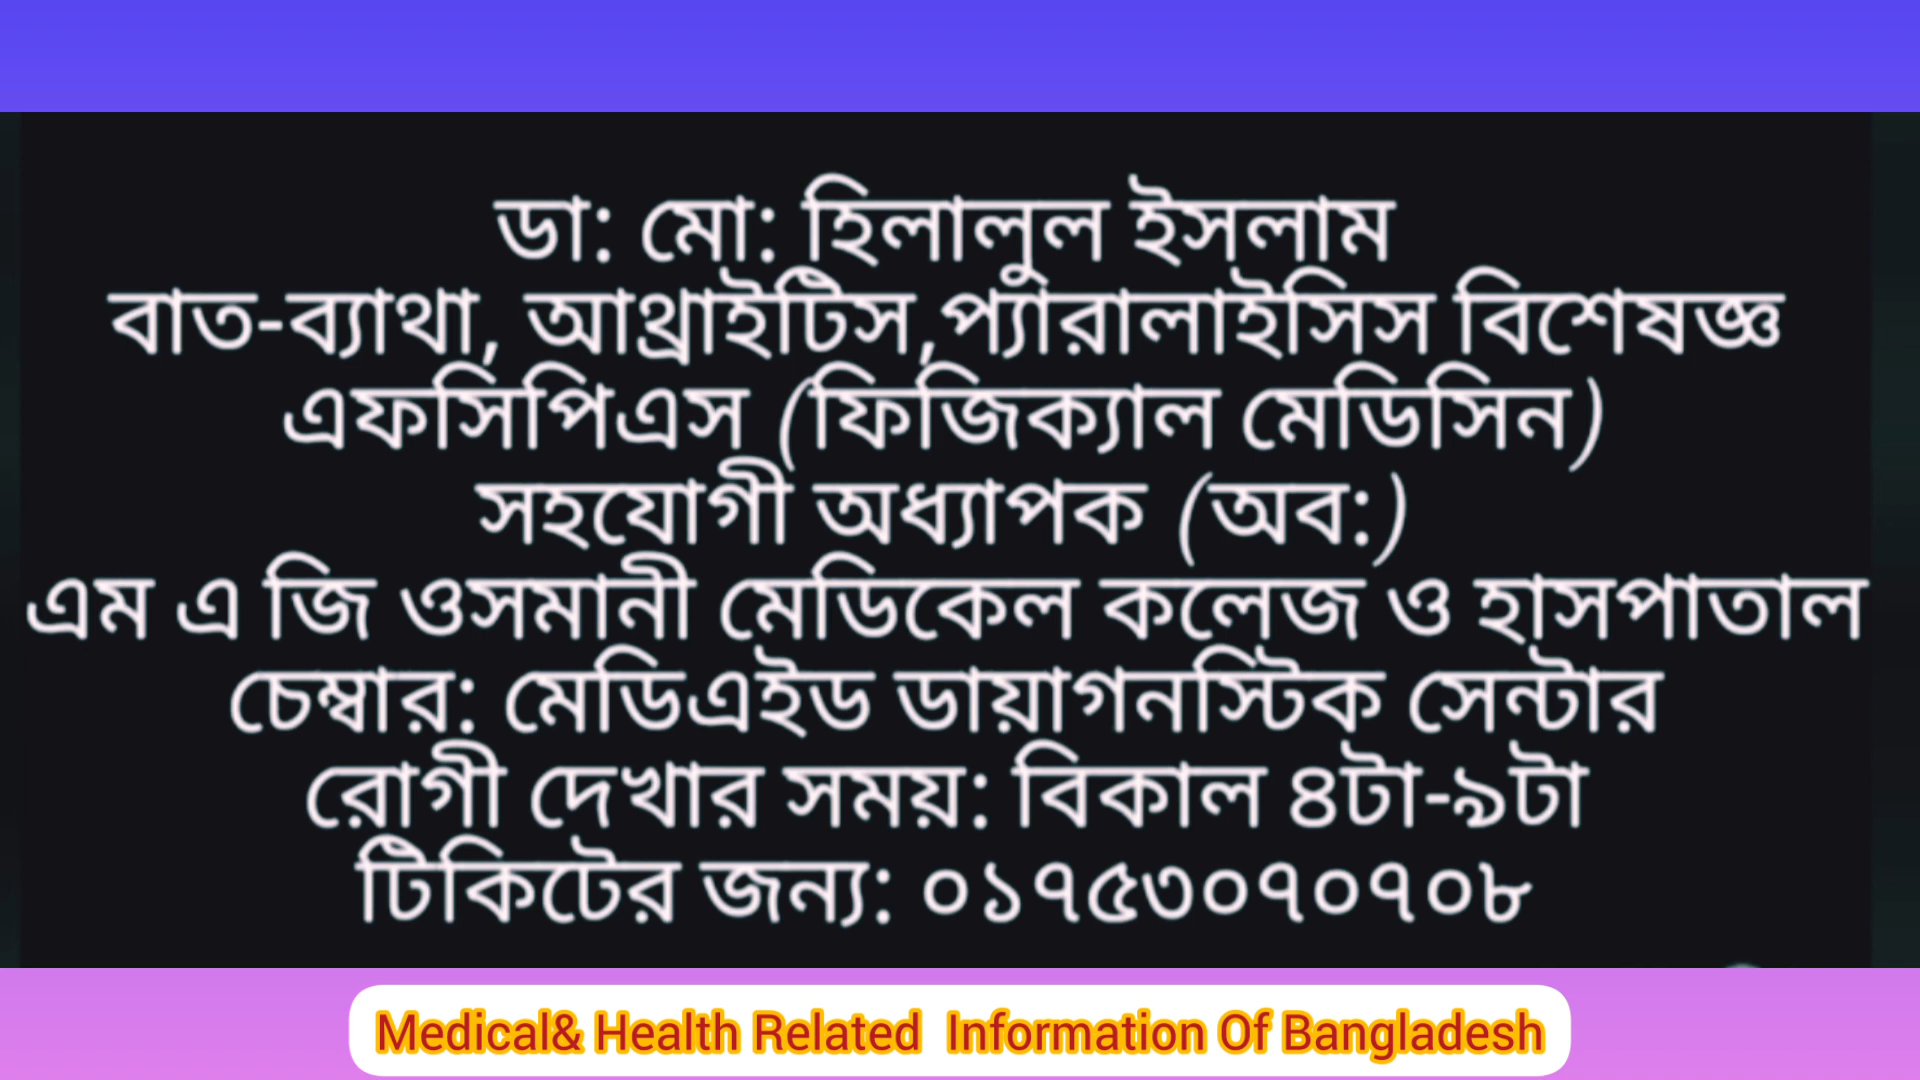 ডা: মো: হিলালুল ইসলাম
বাত-ব্যাথা, আথ্রাইটিস,প্যারালাইসিস বিশেষজ্ঞ
এফসিপিএস (ফিজিক্যাল মেডিসিন)
সহযোগী অধ্যাপক (অব:)
এম এ জি ওসমানী মেডিকেল কলেজ ও হাসপাতাল
চেম্বার: মেডিএইড ডায়াগনস্টিক সেন্টার
রোগী দেখার সময়: বিকাল ৪টা-৯টা
টিকিটের জন্য: ০১৭৫৩০৭০৭০৮
Medical& Health Related Information Of Bangladesh